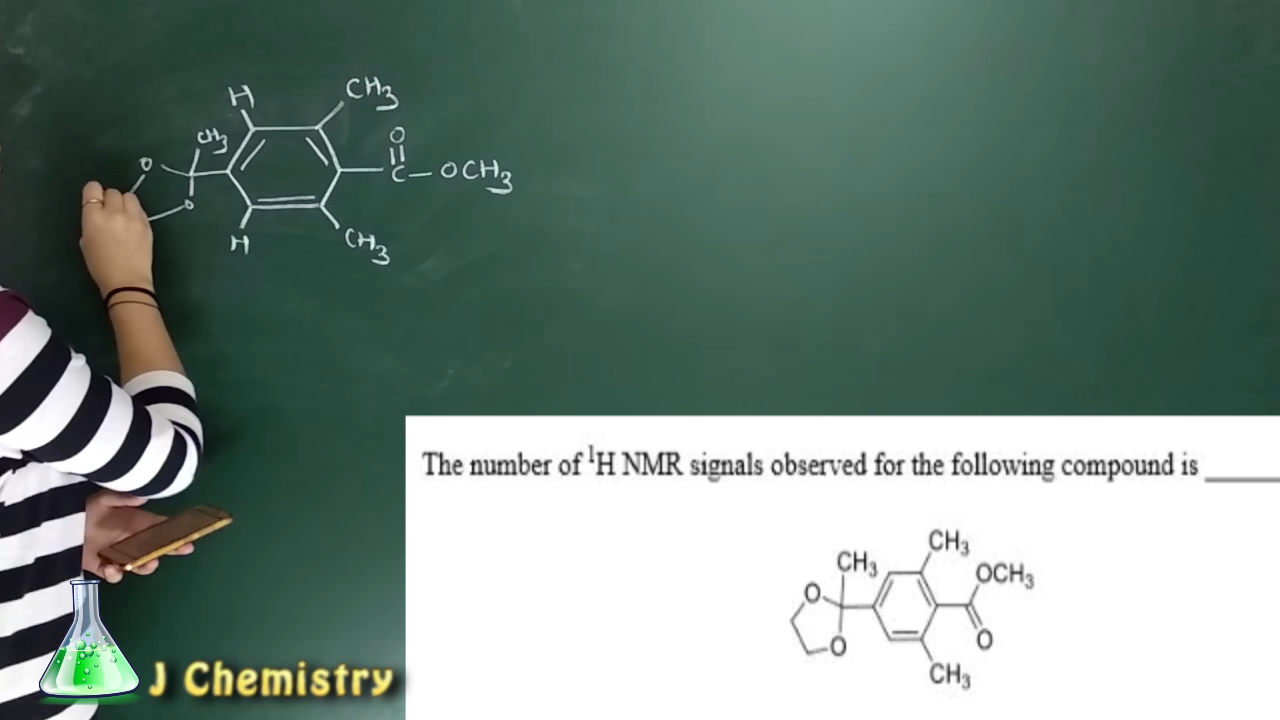 H
CH3
CH3
O
O
C
OCH3
O
H
CH3
The number of 1H NMR signals observed for the following compound is ______
CH3
CH3
OCH3
O
O
O
CH3
J Chemistry